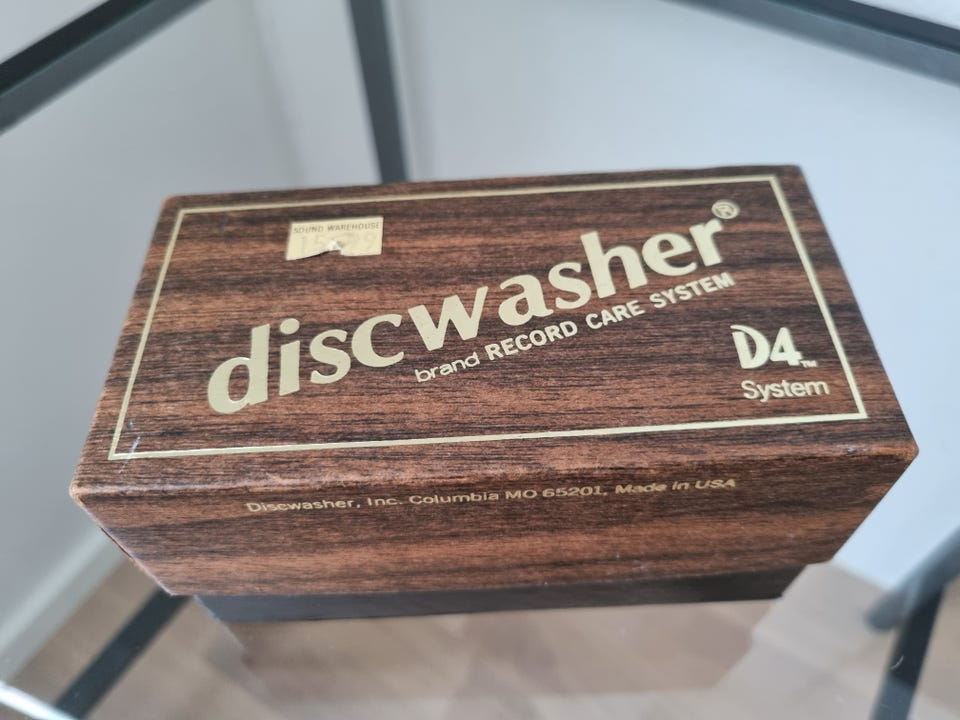 SOUND WAREHOUSE
discwasher®
brand RECORD CARE SYSTEM
D4™
System
Discwasher, Inc. Columbia MO 65201, Made in USA